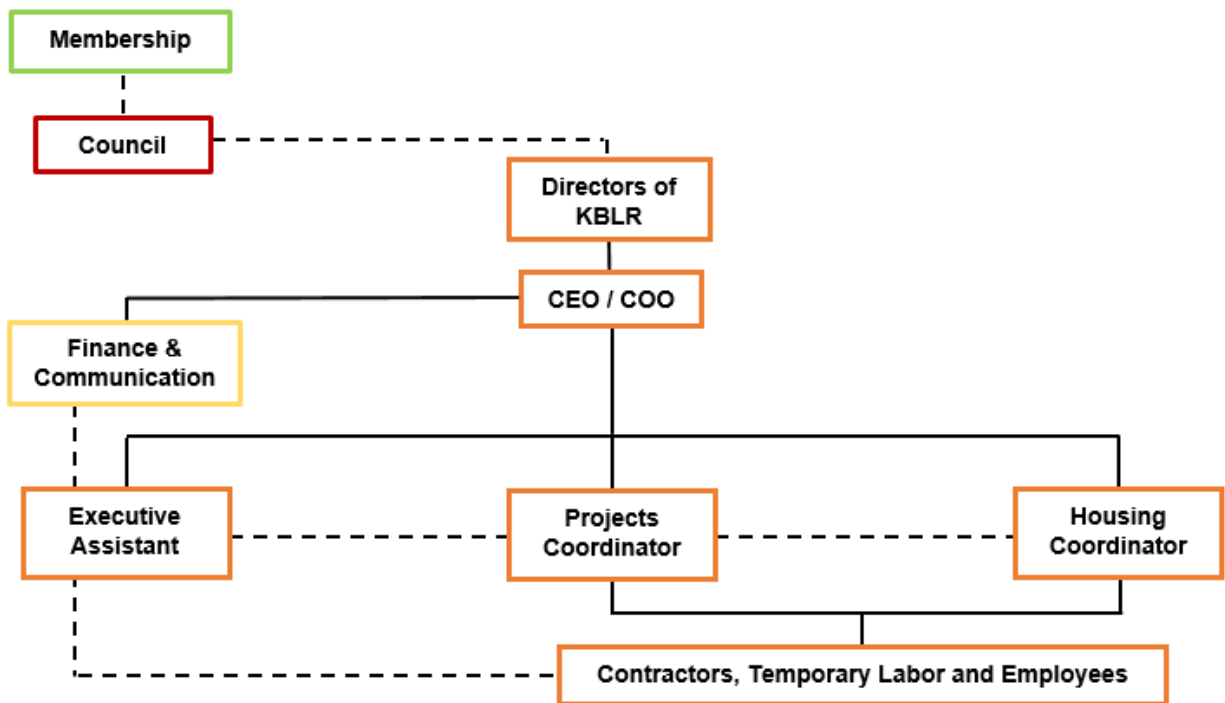 Membership
Council
Directors of
KBLR
CEO / COO
Finance &
Communication
Executive
Assistant
Projects
Coordinator
Housing
Coordinator
Contractors, Temporary Labor and Employees